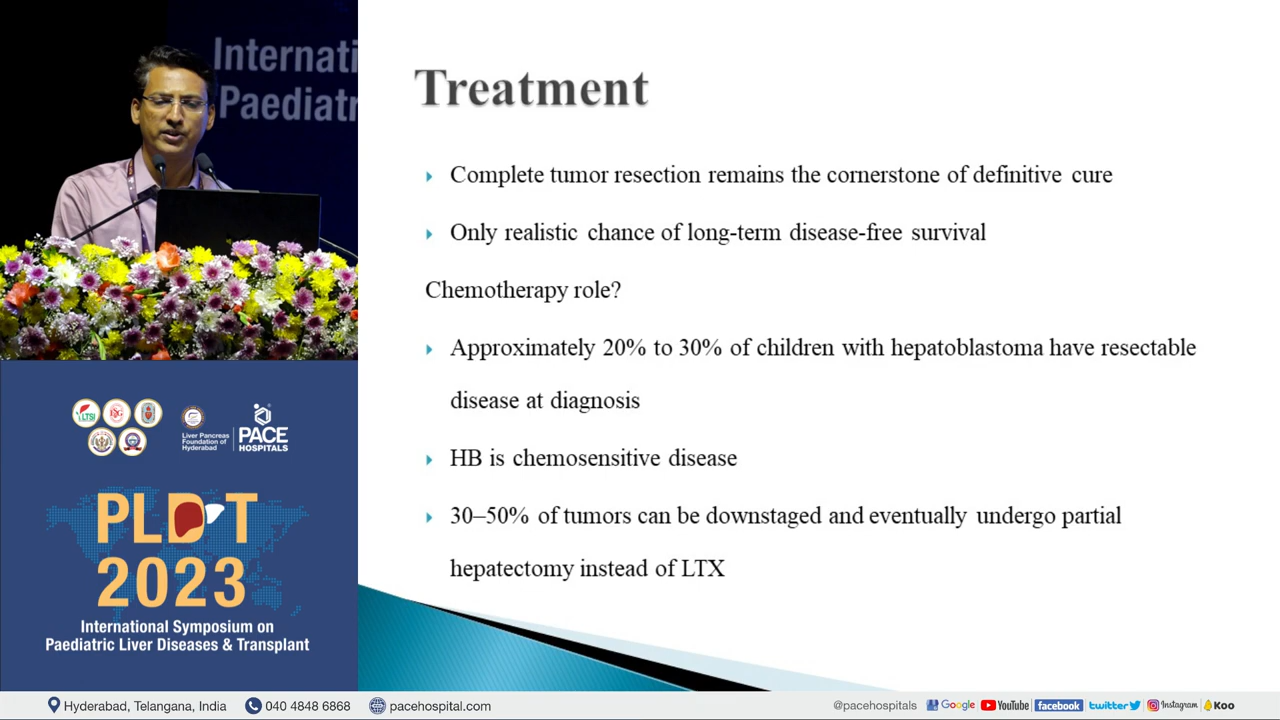 Internati
Paediatr
Treatment
Complete tumor resection remains the cornerstone of definitive cure
Only realistic chance of long-term disease-free survival
Chemotherapy role?
Approximately 20% to 30% of children with hepatoblastoma have resectable
disease at diagnosis
HB is chemosensitive disease
30–50% of tumors can be downstaged and eventually undergo partial
hepatectomy instead of LTX
LTSI
Liver Pancreas
Foundation of
Hyderabad
PACE
HOSPITALS
PLDT
2023
International Symposium on
Paediatric Liver Diseases & Transplant
Hyderabad, Telangana, India
040 4848 6868
pacehospital.com
@pacehospitals
Google
YouTube
facebook
twitter
Instagram
Koo